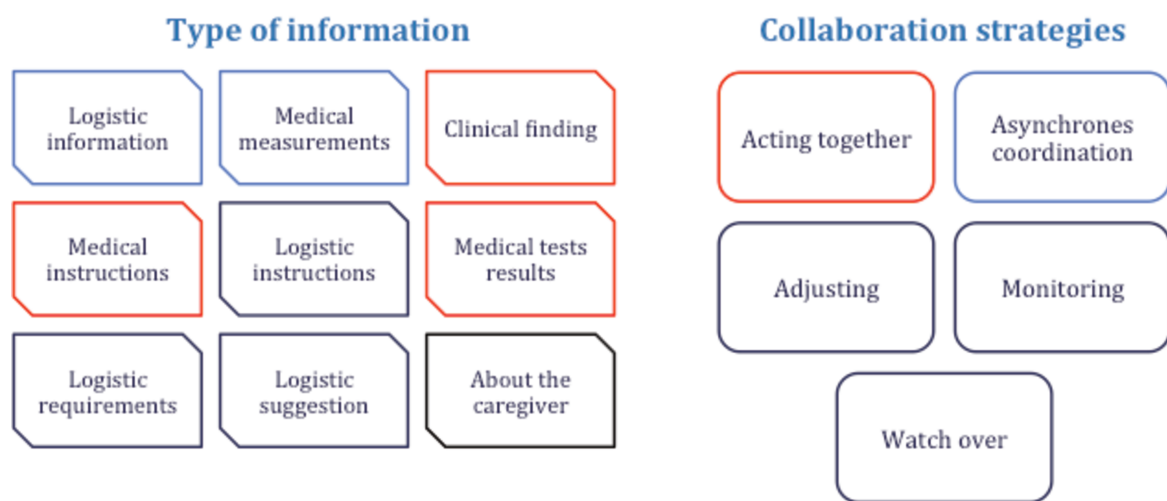 Type of information
Logistic
information
Medical
measurements
Clinical finding
Medical
instructions
Logistic
instructions
Medical tests
results
Logistic
requirements
Logistic
suggestion
About the
caregiver
Collaboration strategies
Acting together
Asynchrones
coordination
Adjusting
Monitoring
Watch over